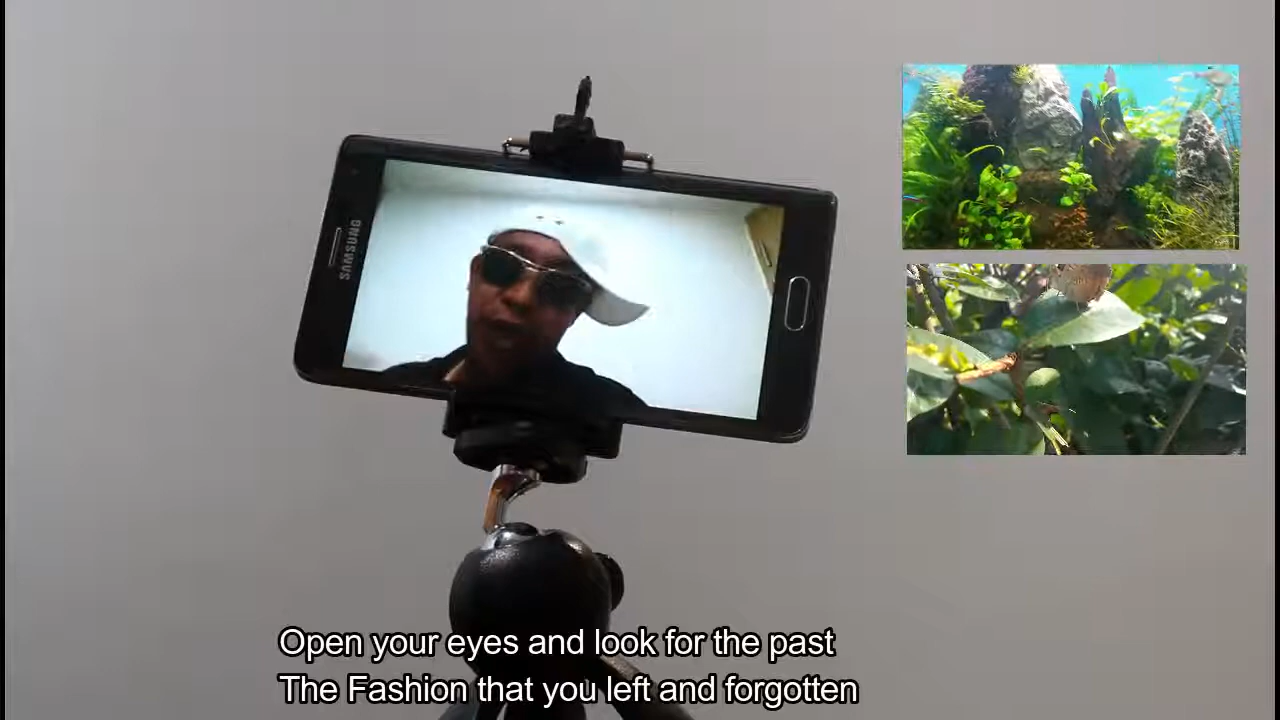 SAMSUNG
Open your eyes and look for the past
The Fashion that you left and forgotten